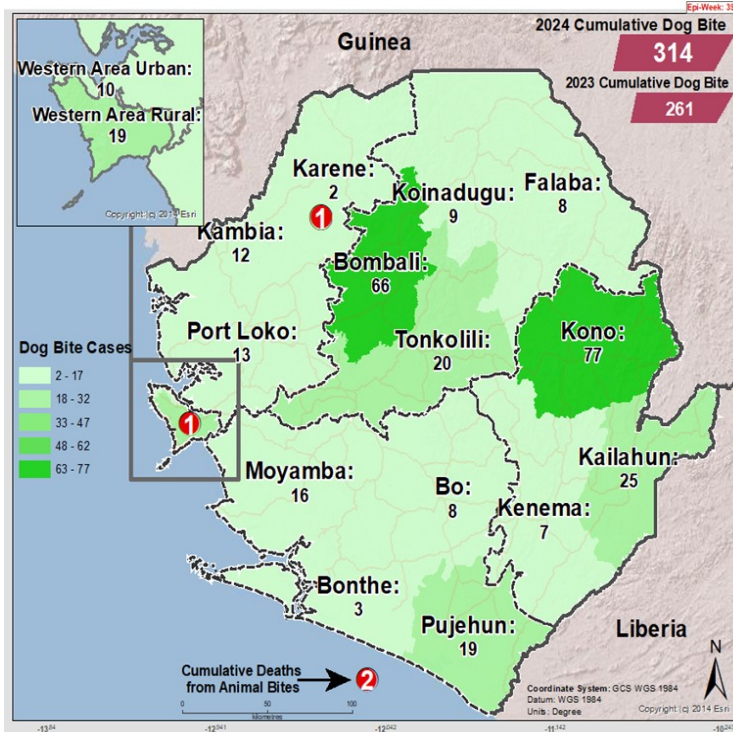 Epi-Week: 39
2024 Cumulative Dog Bite
314
2023 Cumulative Dog Bite
261
Guinea
Western Area Urban:
10
Western Area Rural:
19
Copyright:(c) 2014 Esri
Karene:
2
1
Koinadugu:
9
Falaba:
8
Kambia:
12
Bombali:
66
Port Loko:
13
Tonkolili:
20
Kono:
77
Dog Bite Cases
2 - 17
18 - 32
33 - 47
48 - 62
63 - 77
1
Moyamba:
16
Bo:
8
Kenema:
7
Kailahun:
25
Bonthe:
3
Pujehun:
19
Liberia
N
Cumulative Deaths
from Animal Bites
2
0 50 100
kilometres
Coordinate System: GCS WGS 1984
Datum: WGS 1984
Units: Degree
Copyright:(c) 2014 Esri